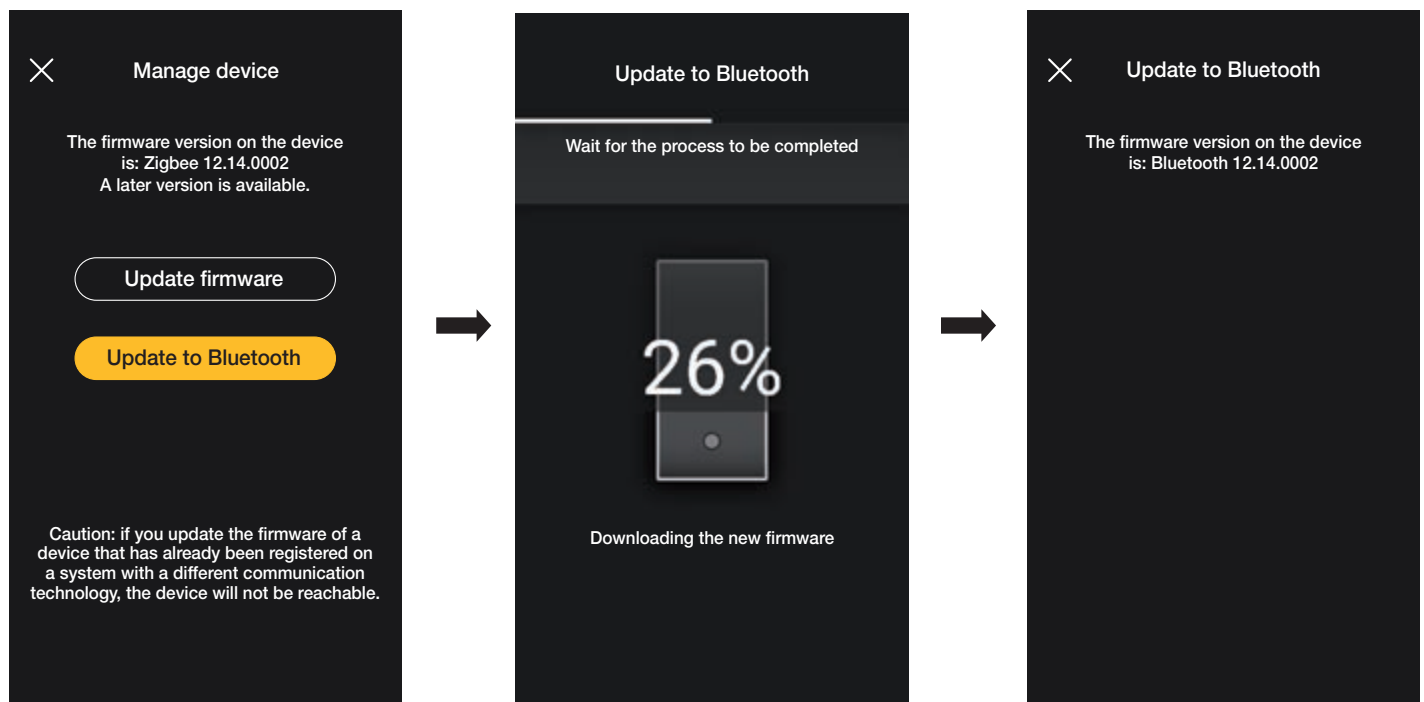 Manage device
The firmware version on the device
is: Zigbee 12.14.0002
A later version is available.
Update firmware
Update to Bluetooth
Caution: if you update the firmware of a
device that has already been registered on
a system with a different communication
technology, the device will not be reachable.
Update to Bluetooth
Wait for the process to be completed
26%
Downloading the new firmware
Update to Bluetooth
The firmware version on the device
is: Bluetooth 12.14.0002